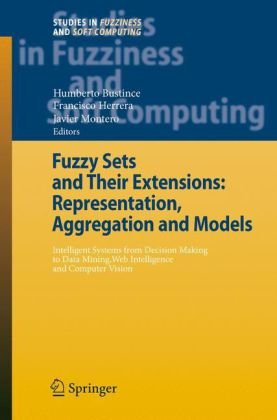 STUDIES IN FUZZINESS
AND SOFT COMPUTING
Studies
in Fuzziness
and Soft
Computing
Humberto Bustince
Francisco Herrera
Javier Montero
Editors
Fuzzy Sets
and Their Extensions:
Representation,
Aggregation and Models
Intelligent Systems from Decision Making
to Data Mining, Web Intelligence
and Computer Vision
Springer